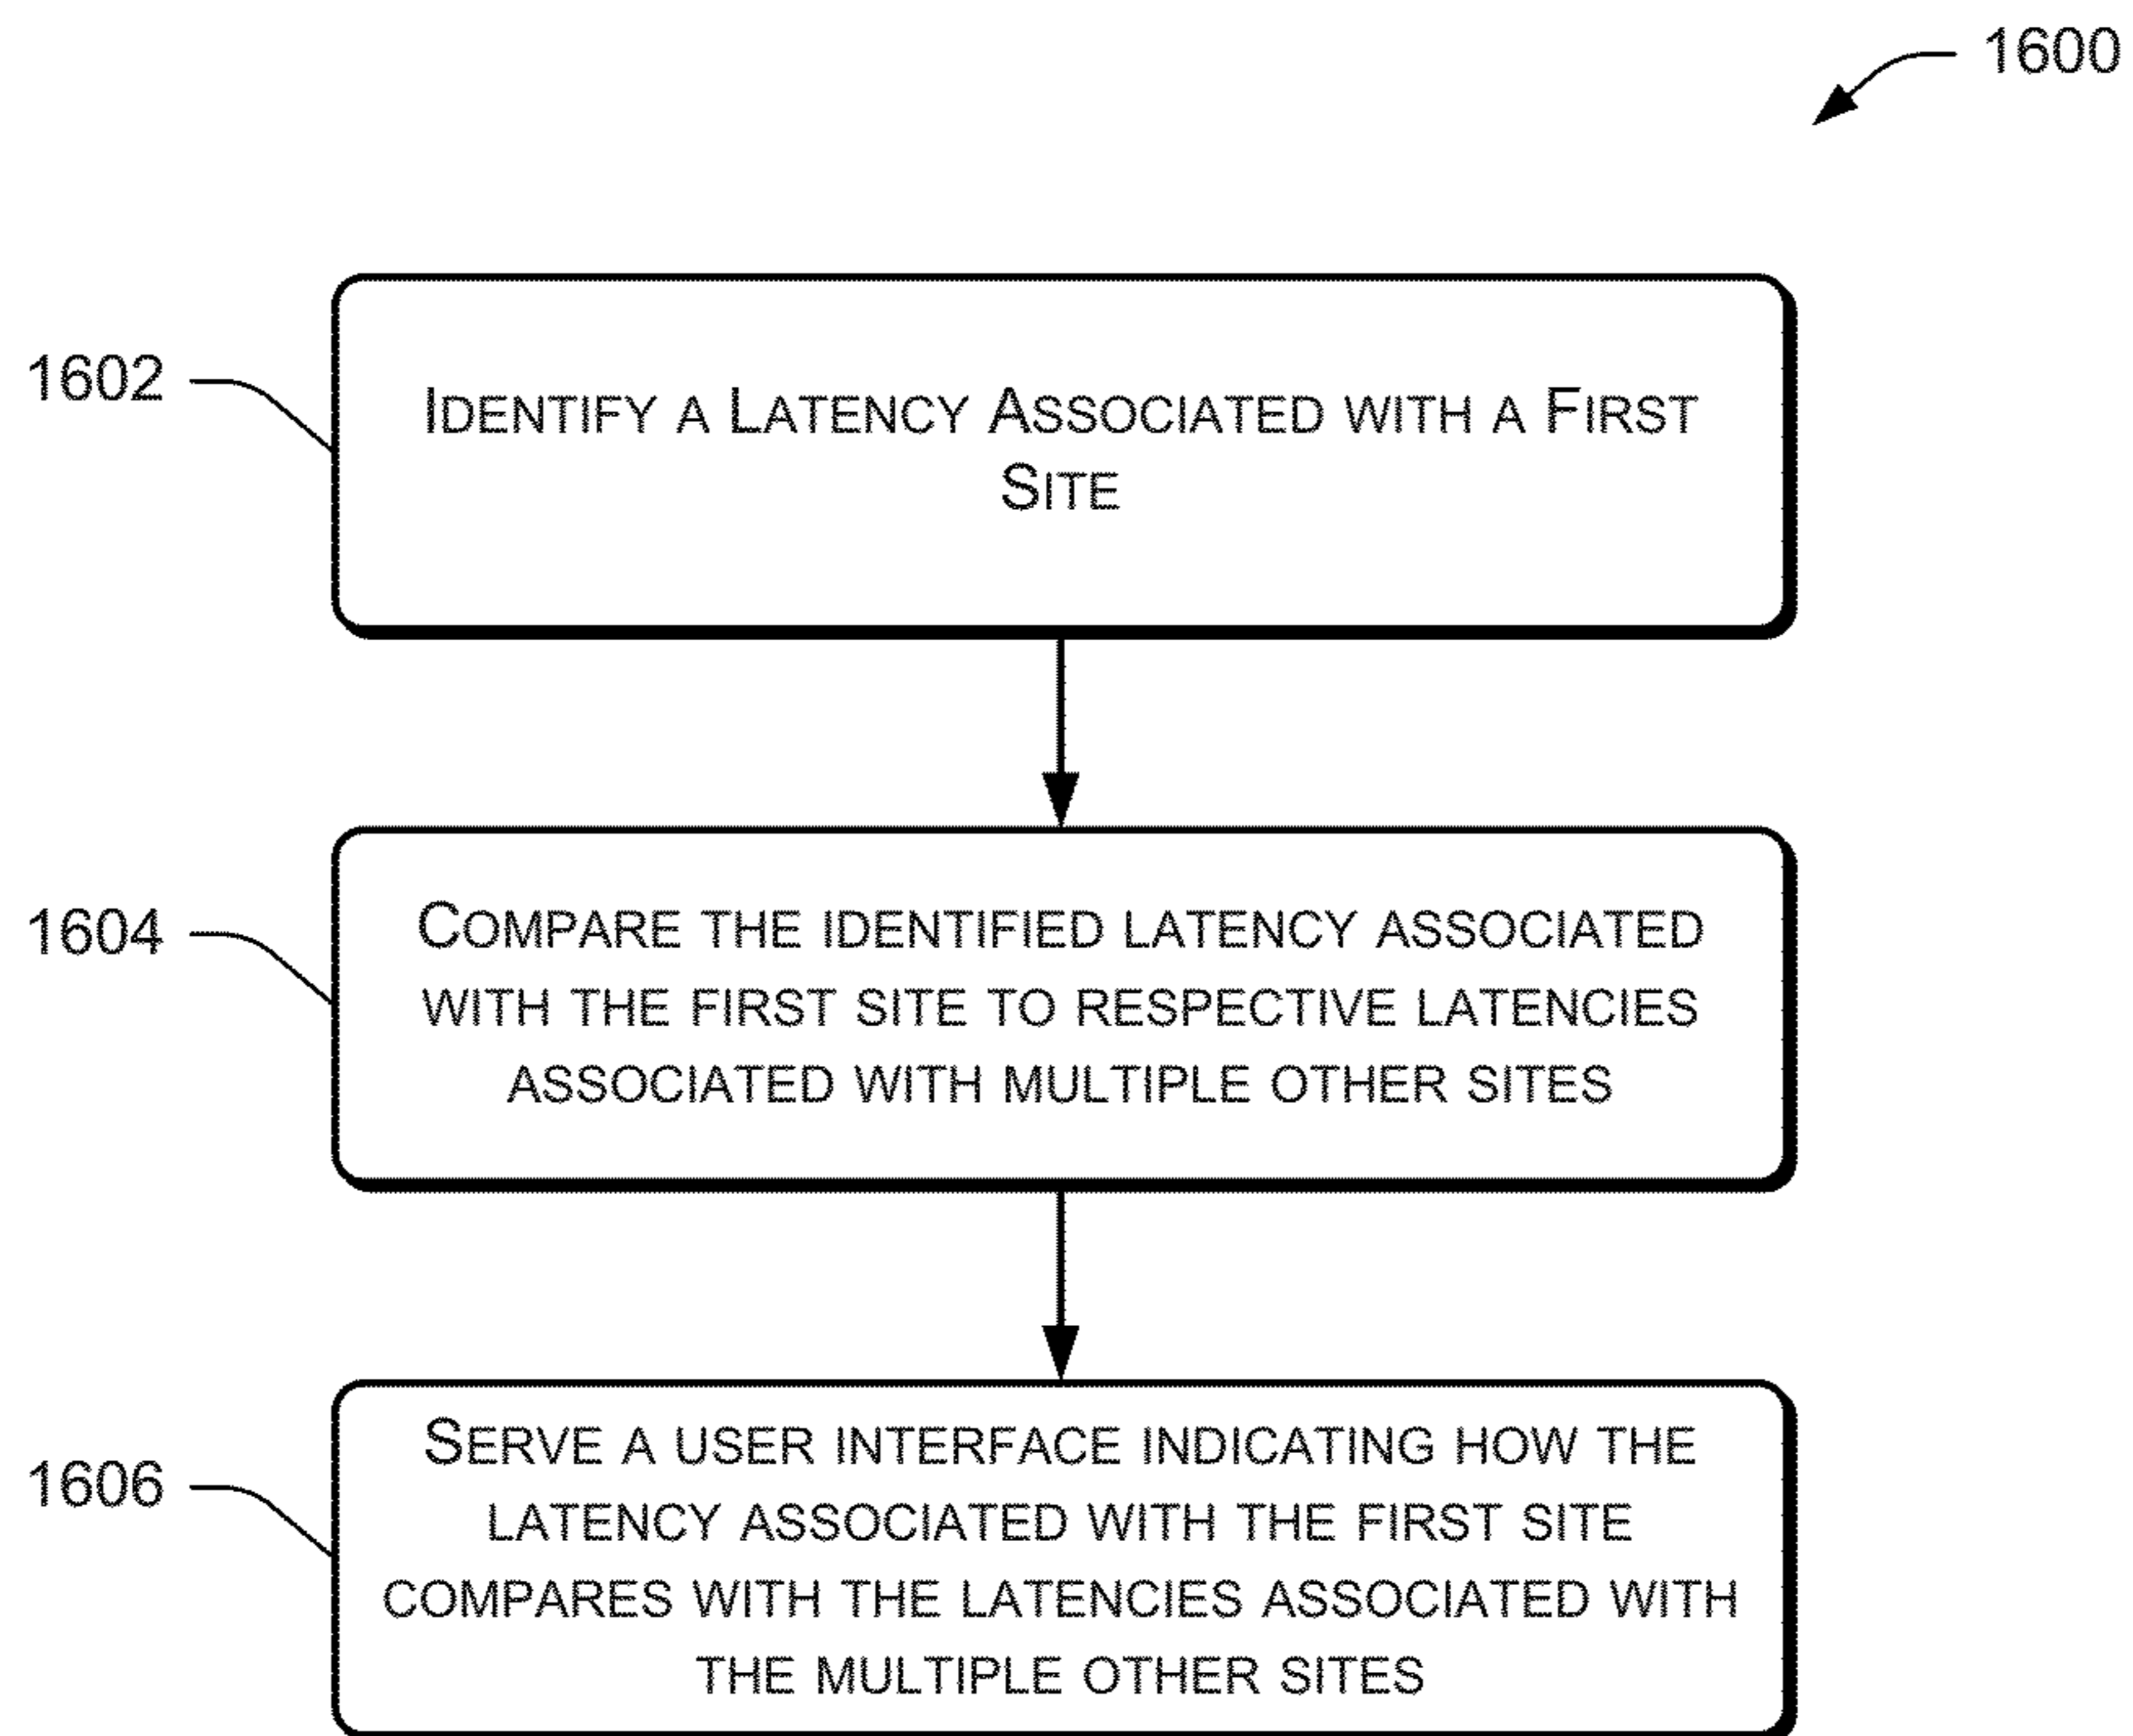 1600
1602
Identify a Latency Associated with a First
Site
1604
Compare the identified latency associated
with the first site to respective latencies
associated with multiple other sites
1606
Serve a user interface indicating how the
latency associated with the first site
compares with the latencies associated with
the multiple other sites